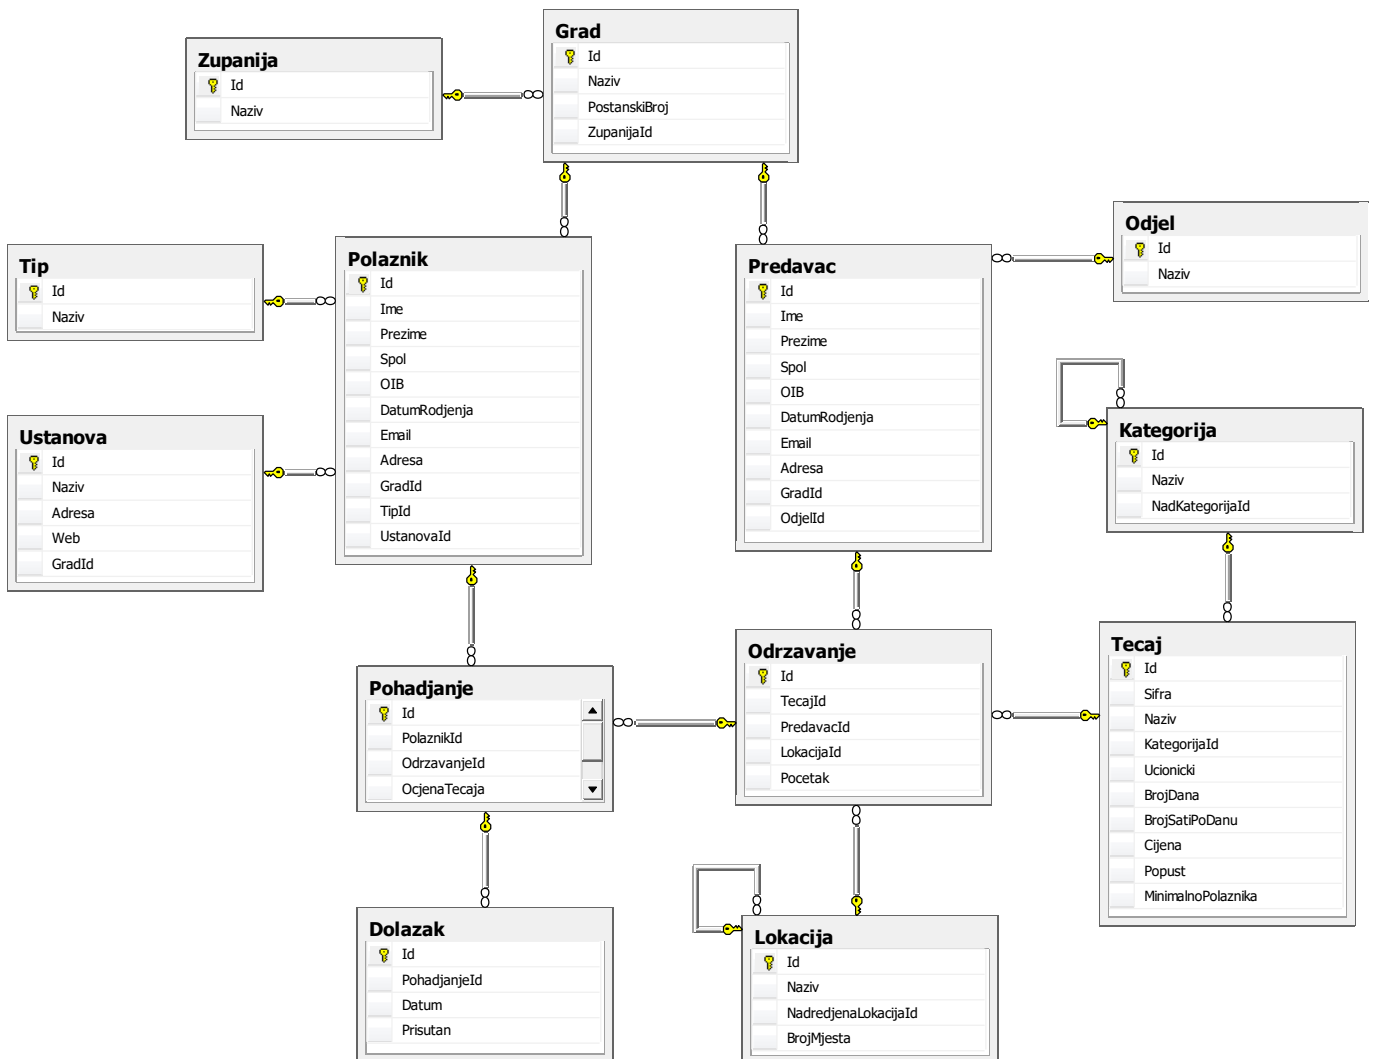 Zupanija
Id
Naziv
Grad
Id
Naziv
PostanskiBroj
ZupanijaId
Tip
Id
Naziv
Polaznik
Id
Ime
Prezime
Spol
OIB
DatumRodjenja
Email
Adresa
GradId
TipId
UstanovaId
Predavac
Id
Ime
Prezime
Spol
OIB
DatumRodjenja
Email
Adresa
GradId
OdjelId
Odjel
Id
Naziv
Ustanova
Id
Naziv
Adresa
Web
GradId
Kategorija
Id
Naziv
NadKategorijaId
Pohadjanje
Id
PolaznikId
OdrzavanjeId
OcjenaTecaja
Odrzavanje
Id
TecajId
PredavacId
LokacijaId
Pocetak
Tecaj
Id
Sifra
Naziv
KategorijaId
Ucionicki
BrojDana
BrojSatiPoDanu
Cijena
Popust
MinimalnoPolaznika
Dolazak
Id
PohadjanjeId
Datum
Prisutan
Lokacija
Id
Naziv
NadredjenaLokacijaId
BrojMjesta